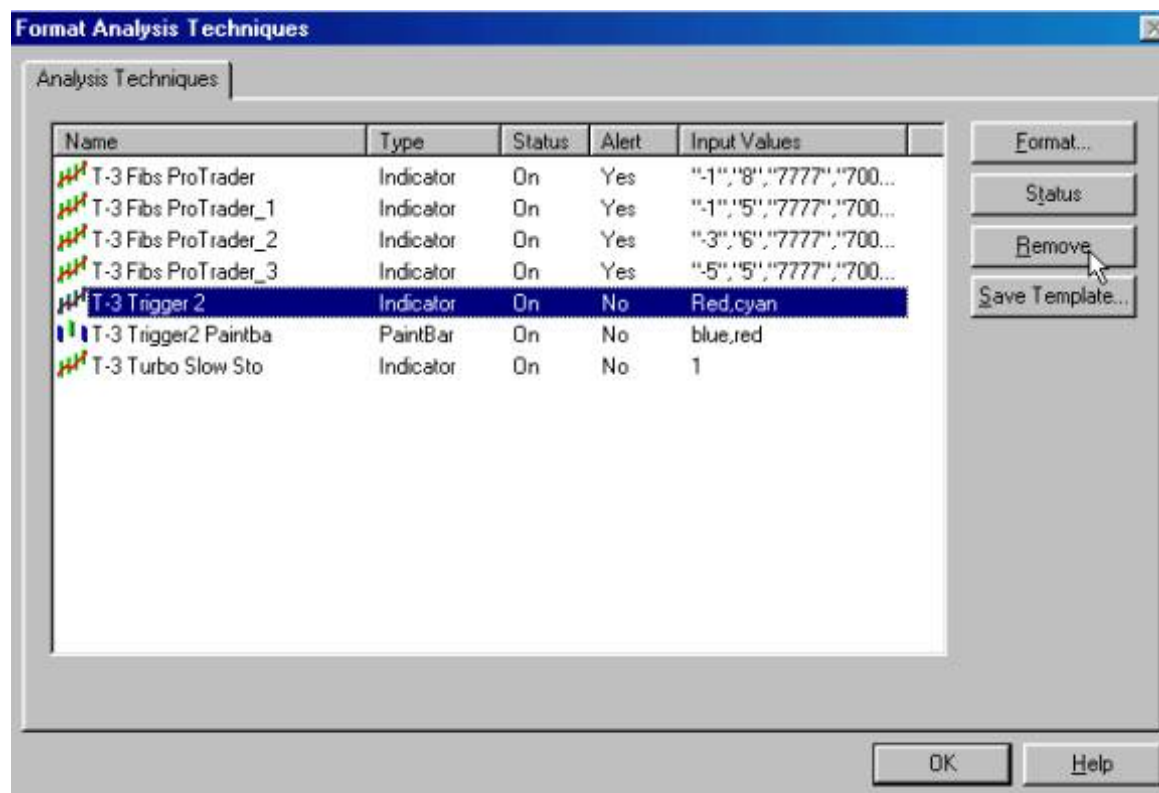 Format Analysis Techniques
Analysis Techniques
Name Type Status Alert Input Values
T-3 Fibs ProTrader Indicator On Yes "-1","8","7777","700...
T-3 Fibs ProTrader_1 Indicator On Yes "-1","5","7777","700...
T-3 Fibs ProTrader_2 Indicator On Yes "-3","6","7777","700...
T-3 Fibs ProTrader_3 Indicator On Yes "-5","5","7777","700...
T-3 Trigger 2 Indicator On No Red,cyan
T-3 Trigger2 Paintba PaintBar On No blue,red
T-3 Turbo Slow Sto Indicator On No 1
Format...
Status
Remove
Save Template...
OK
Help